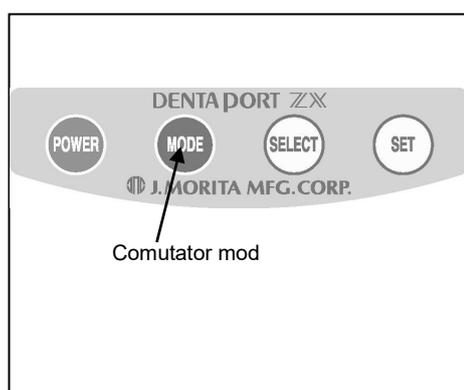 DENTAPORT ZX
POWER MODE SELECT SET
J. MORITA MFG. CORP.
Comutator mod